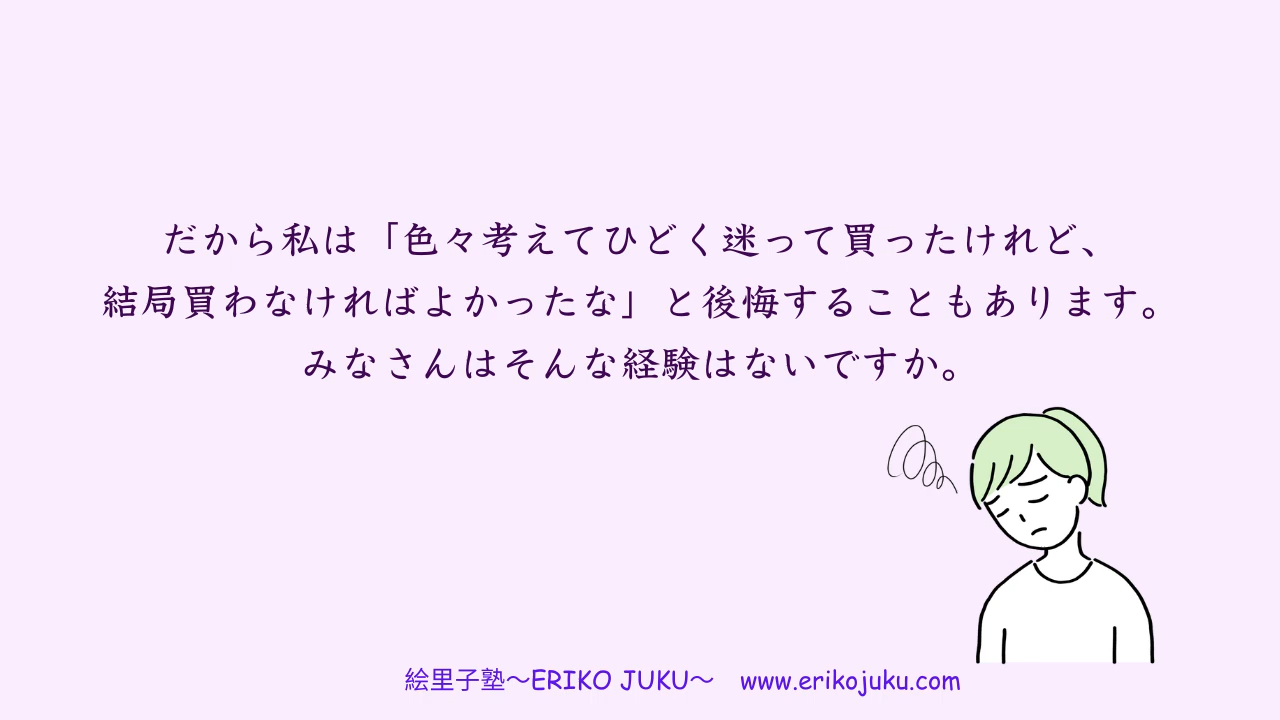 だから私は「色々考えてひどく迷って買ったけれど、
結局買わなければよかったな」と後悔することもあります。
みなさんはそんな経験はないですか。
絵里子塾～ERIKO JUKU～　www.erikojuku.com